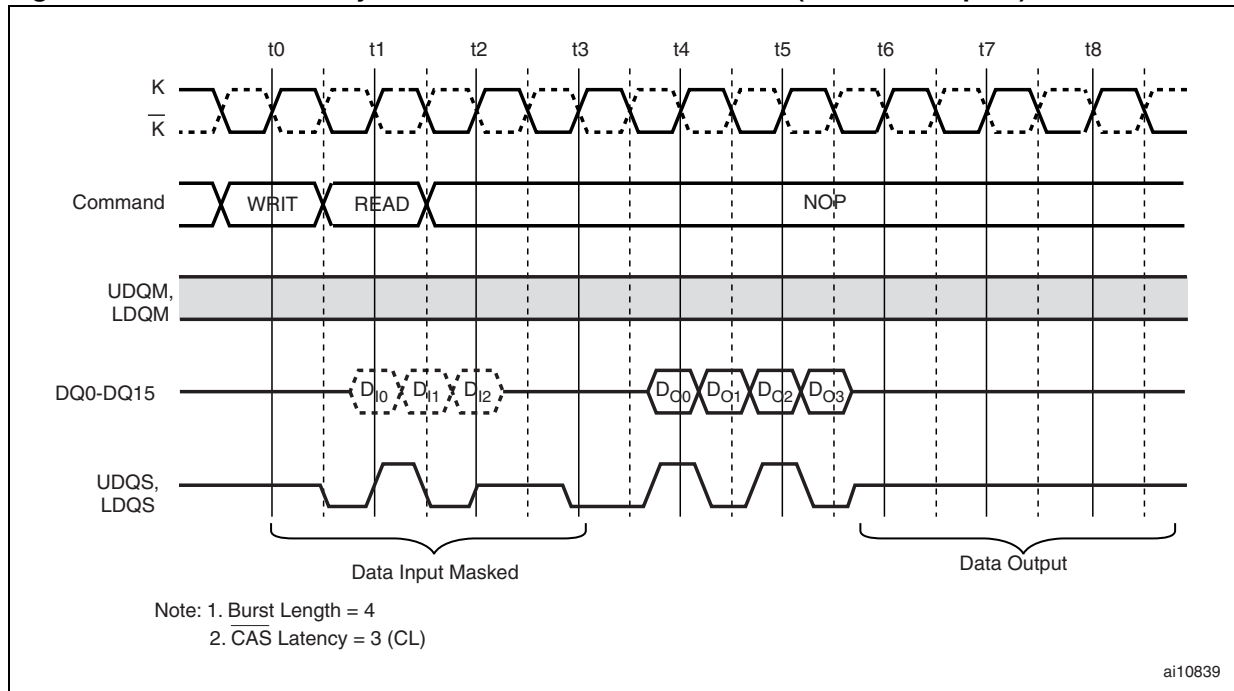 t0 t1 t2 t3 t4 t5 t6 t7 t8
K
K
Command WRIT READ NOP
UDQM,
LDQM
DQ0-DQ15 DI0 DI1 DI2 DO0 DO1 DO2 DO3
UDQS,
LDQS
Data Input Masked Data Output
Note: 1. Burst Length = 4
2. CAS Latency = 3 (CL)
ai10839